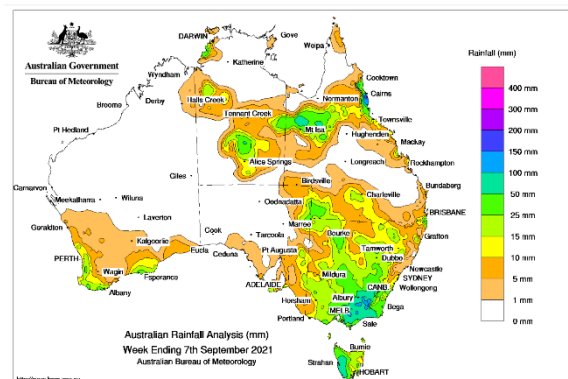 Australian Government
Bureau of Meteorology
DARWIN
Gove
Weipa
Katherine
Wyndham
Cooktown
Cairns
Derby
Halls Creek
Normanton
Broome
Tennant Creek
Townsville
Pt Hedland
Mt Isa
Hughenden
Mackay
Longreach
Rockhampton
Alice Springs
Giles
Birdsville
Bundaberg
Carnarvon
Meekatharra
Wiluna
Oodnadatta
Charleville
Laverton
Marree
BRISBANE
Geraldton
Cook
Tarcoola
Bourke
Grafton
Kalgoorlie
Eucla
Ceduna
Pt Augusta
Tamworth
PERTH
Dubbo
Wagin
Esperance
Mildura
Newcastle
SYDNEY
Albany
ADELAIDE
CANB.
Wollongong
Horsham
Albury
Bega
Portland
MELB.
Sale
Burnie
Strahan
HOBART
Rainfall (mm)
400 mm
300 mm
200 mm
150 mm
100 mm
50 mm
25 mm
15 mm
10 mm
5 mm
1 mm
0 mm
Australian Rainfall Analysis (mm)
Week Ending 7th September 2021
Australian Bureau of Meteorology